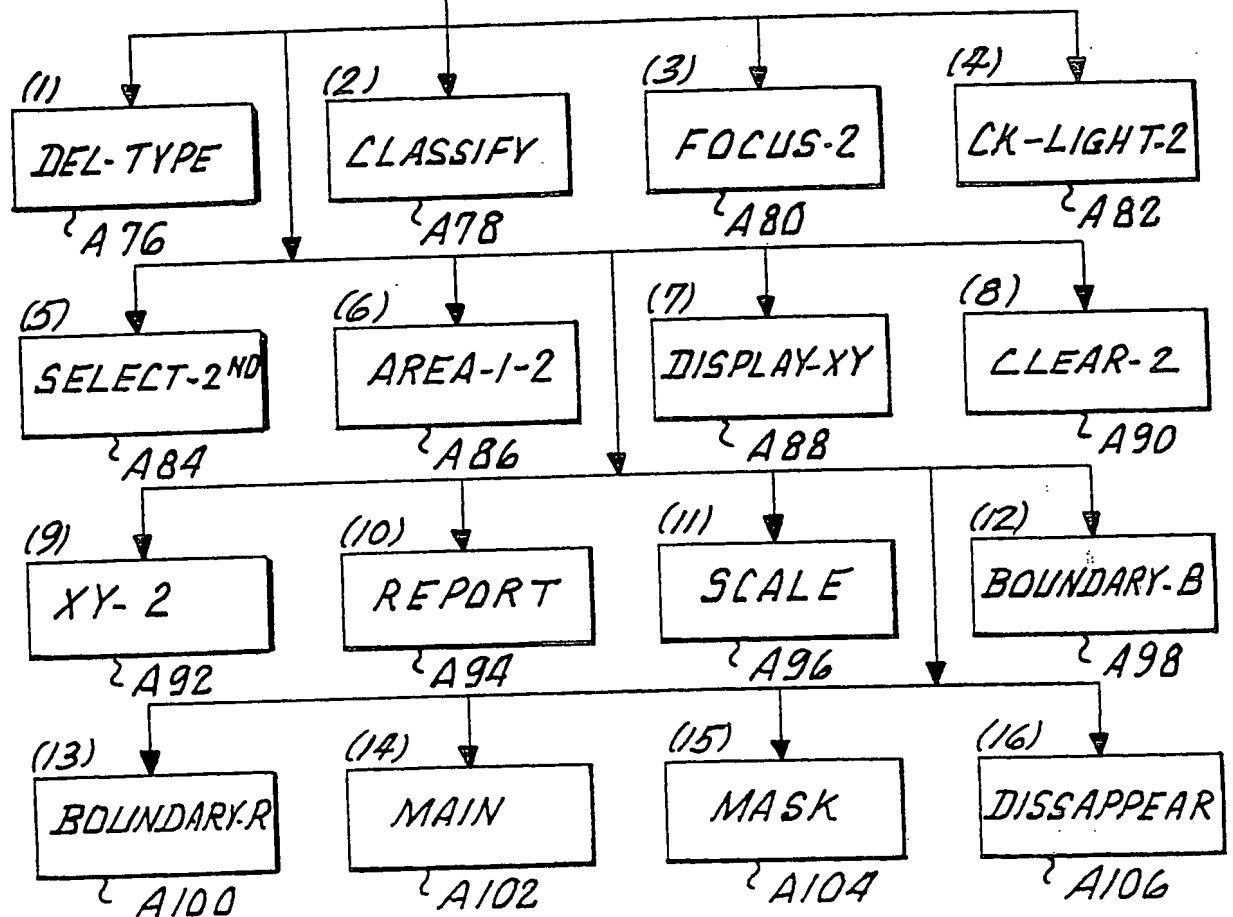 (1) (2) (3) (4)
DEL-TYPE CLASSIFY FOCUS-2 CK-LIGHT-2
A76 A78 A80 A82
(5) (6) (7) (8)
SELECT-2ND AREA-1-2 DISPLAY-XY CLEAR-2
A84 A86 A88 A90
(9) (10) (11) (12)
XY-2 REPORT SCALE BOUNDARY-B
A92 A94 A96 A98
(13) (14) (15) (16)
BOUNDARY-R MAIN MASK DISSAPPEAR
A100 A102 A104 A106